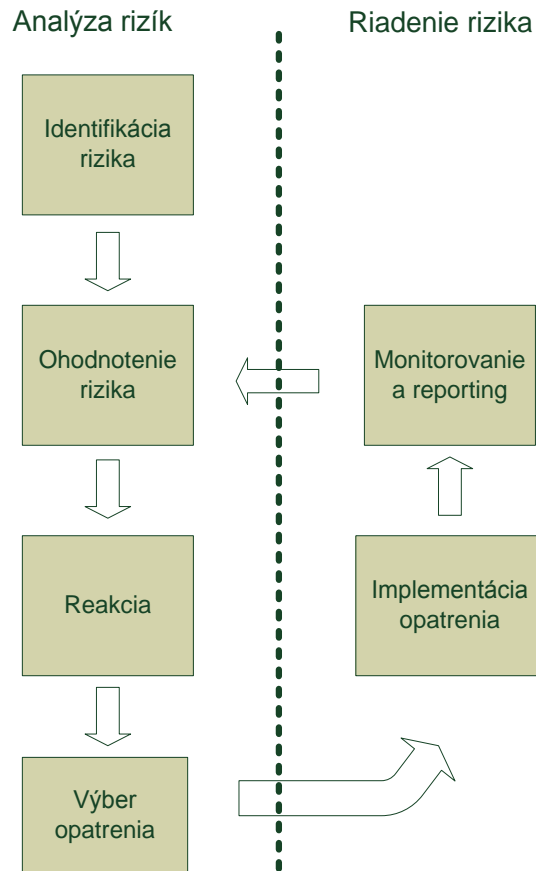 Analýza rizík
Riadenie rizika
Identifikácia
rizika
Ohodnotenie
rizika
Monitorovanie
a reporting
Reakcia
Implementácia
opatrenia
Výber
opatrenia